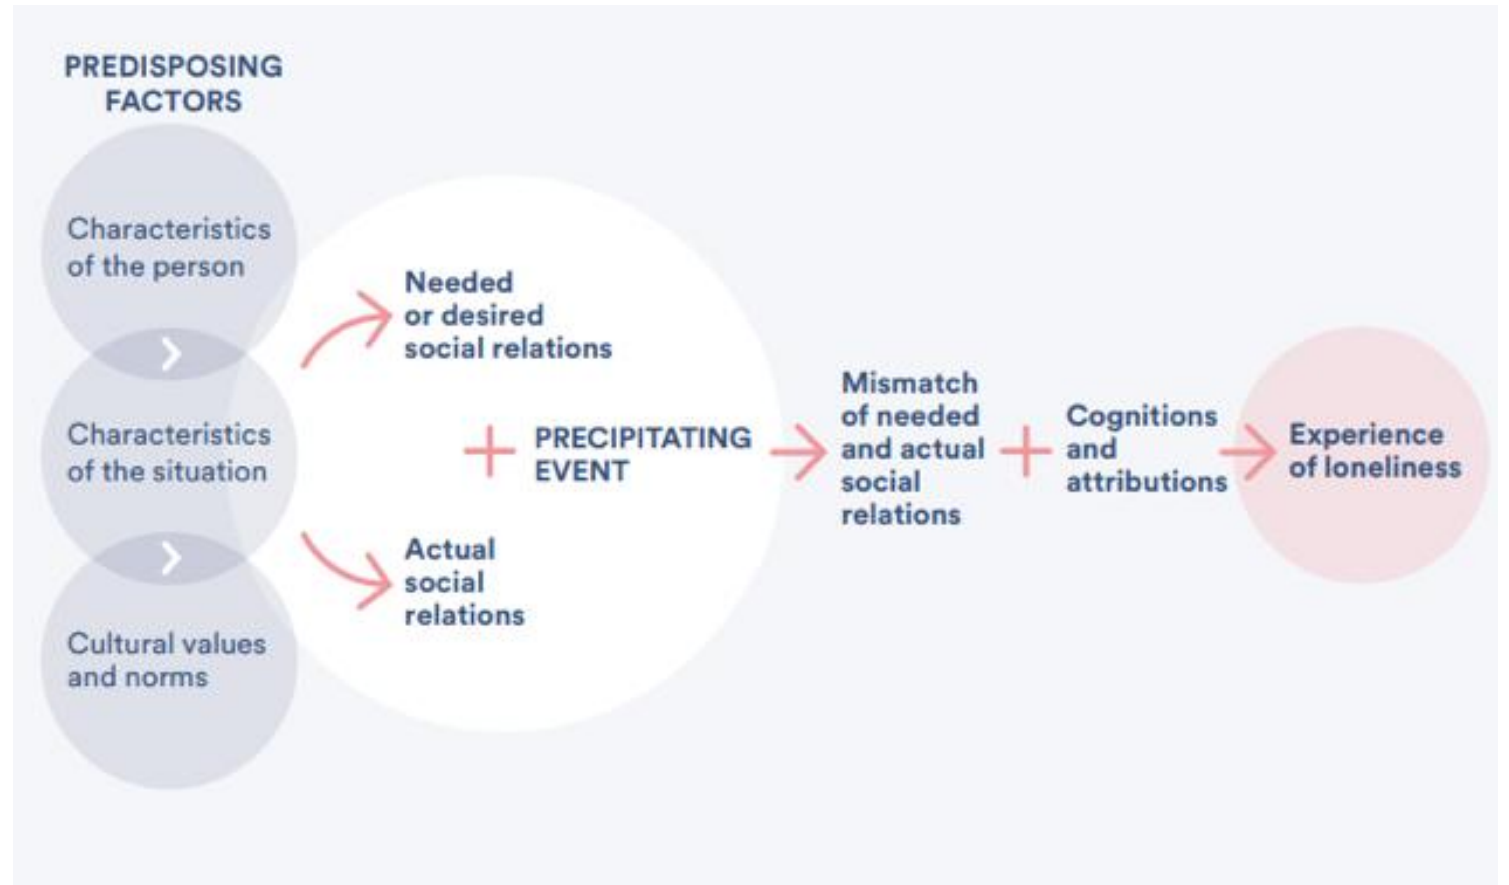 PREDISPOSING
FACTORS
Characteristics
of the person
Characteristics
of the situation
Cultural values
and norms
Needed
or desired
social relations
PRECIPITATING
EVENT
Actual
social
relations
Mismatch
of needed
and actual
social
relations
Cognitions
and
attributions
Experience
of loneliness